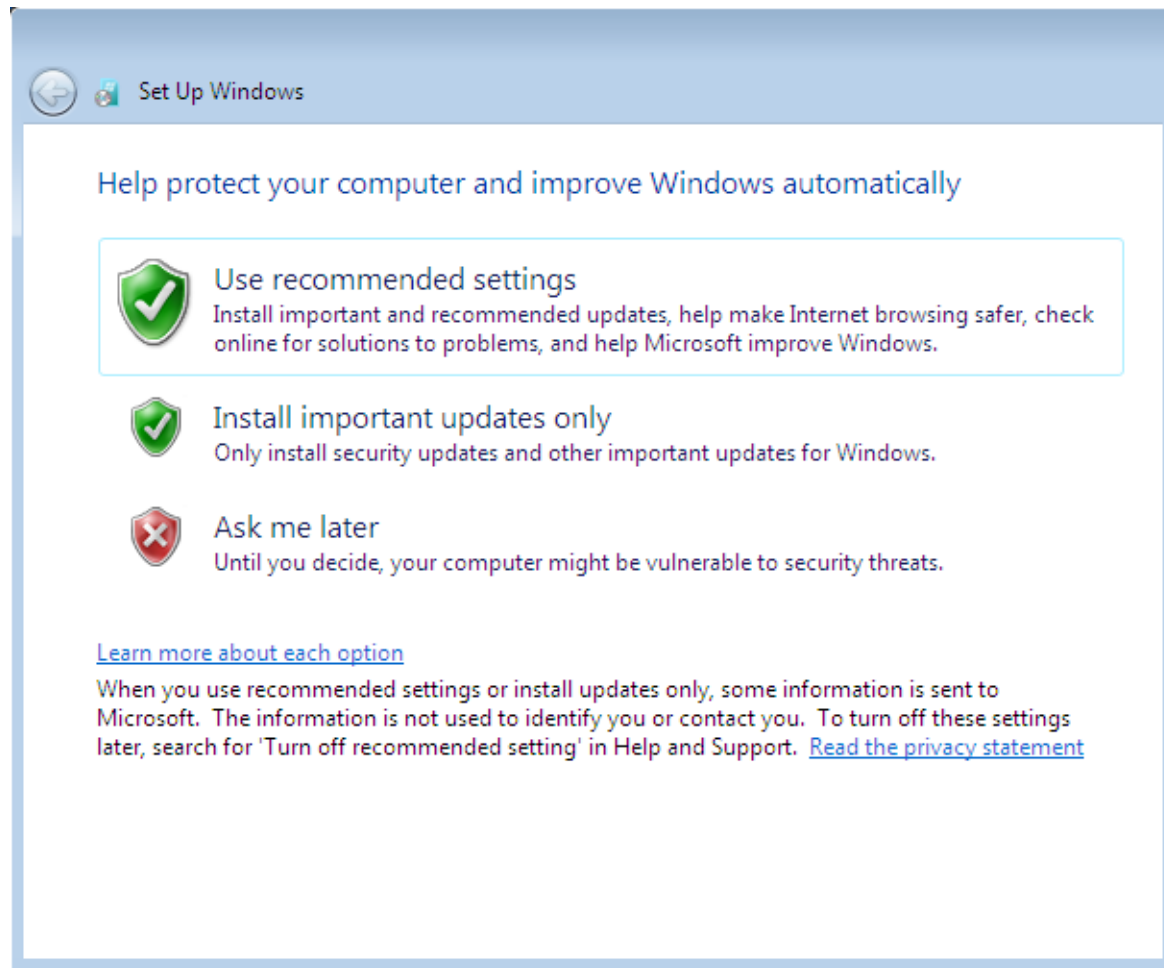 Set Up Windows
Help protect your computer and improve Windows automatically
Use recommended settings
Install important and recommended updates, help make Internet browsing safer, check
online for solutions to problems, and help Microsoft improve Windows.
Install important updates only
Only install security updates and other important updates for Windows.
Ask me later
Until you decide, your computer might be vulnerable to security threats.
Learn more about each option
When you use recommended settings or install updates only, some information is sent to
Microsoft.  The information is not used to identify you or contact you.  To turn off these settings
later, search for 'Turn off recommended setting' in Help and Support.  Read the privacy statement